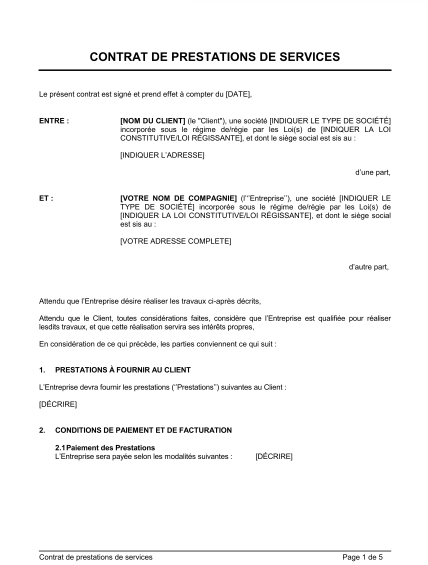 CONTRAT DE PRESTATIONS DE SERVICES
Le présent contrat est signé et prend effet à compter du [DATE],
ENTRE :
[NOM DU CLIENT] (le "Client"), une société [INDIQUER LE TYPE DE SOCIÉTÉ]
incorporée sous le régime de/régie par les Loi(s) de [INDIQUER LA LOI
CONSTITUTIVE/LOI RÉGISSANTE], et dont le siège social est sis au :
[INDIQUER L'ADRESSE]
d'une part,
ET :
[VOTRE NOM DE COMPAGNIE] (l'"Entreprise"), une société [INDIQUER LE
TYPE DE SOCIÉTÉ] incorporée sous le régime de/régie par les Loi(s) de
[INDIQUER LA LOI CONSTITUTIVE/LOI RÉGISSANTE], et dont le siège social
est sis au :
[VOTRE ADRESSE COMPLETE]
d'autre part,
Attendu que l'Entreprise désire réaliser les travaux ci-après décrits,
Attendu que le Client, toutes considérations faites, considère que l'Entreprise est qualifiée pour réaliser
lesdits travaux, et que cette réalisation servira ses intérêts propres,
En considération de ce qui précède, les parties conviennent ce qui suit :
1. PRESTATIONS À FOURNIR AU CLIENT
L'Entreprise devra fournir les prestations ("Prestations") suivantes au Client :
[DÉCRIRE]
2. CONDITIONS DE PAIEMENT ET DE FACTURATION
2.1Paiement des Prestations
L'Entreprise sera payée selon les modalités suivantes : [DÉCRIRE]
Contrat de prestations de services Page 1 de 5